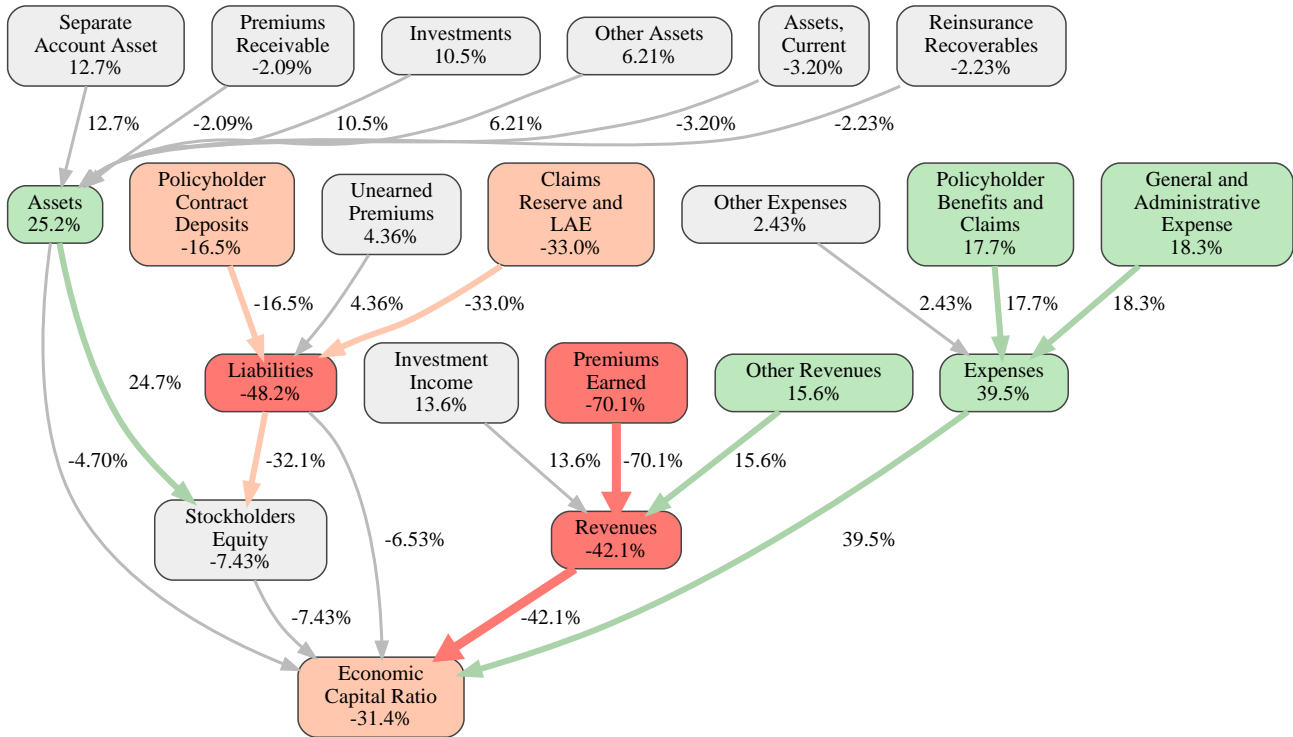 Separate
Account Asset
12.7%
Premiums
Receivable
-2.09%
Investments
10.5%
Other Assets
6.21%
Assets,
Current
-3.20%
Reinsurance
Recoverables
-2.23%
12.7%
-2.09%
10.5%
6.21%
-3.20%
-2.23%
Assets
25.2%
Policyholder
Contract
Deposits
-16.5%
Unearned
Premiums
4.36%
Claims
Reserve and
LAE
-33.0%
Other Expenses
2.43%
Policyholder
Benefits and
Claims
17.7%
General and
Administrative
Expense
18.3%
-16.5%
4.36%
-33.0%
2.43%
17.7%
18.3%
24.7%
Liabilities
-48.2%
Investment
Income
13.6%
Premiums
Earned
-70.1%
Other Revenues
15.6%
Expenses
39.5%
-4.70%
-32.1%
13.6%
-70.1%
15.6%
Stockholders
Equity
-7.43%
-6.53%
Revenues
-42.1%
39.5%
-7.43%
-42.1%
Economic
Capital Ratio
-31.4%